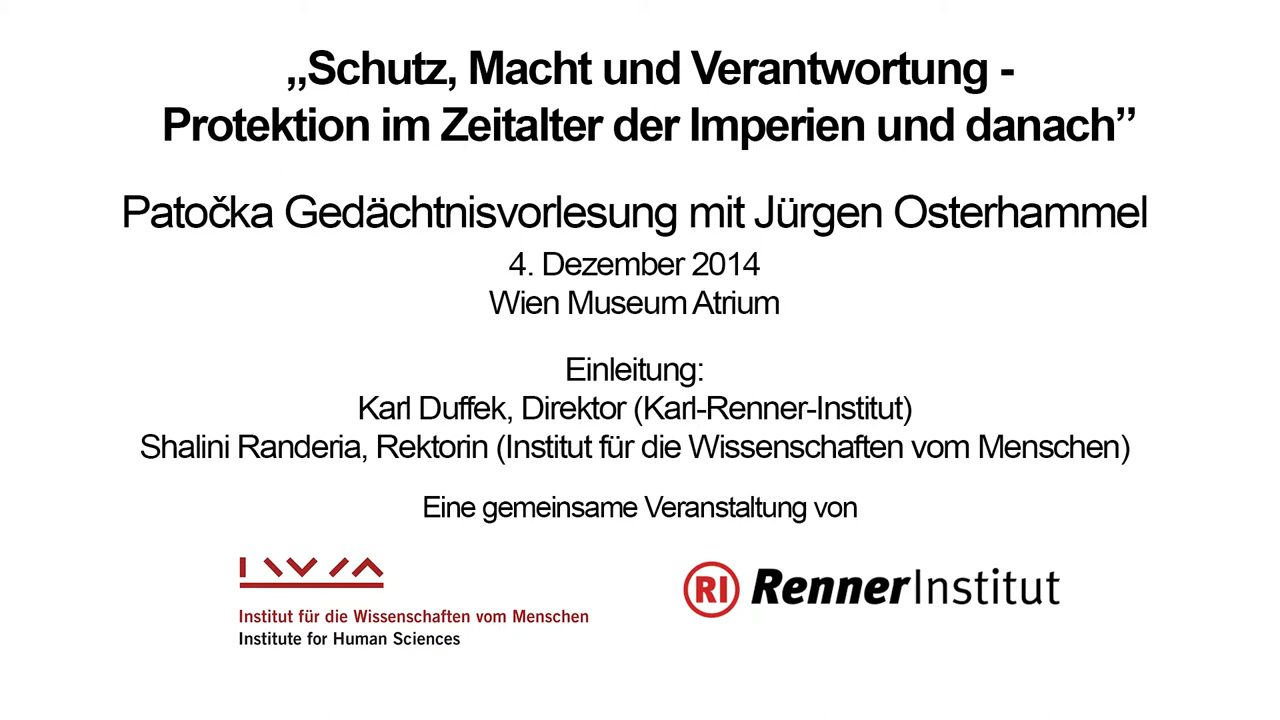 „Schutz, Macht und Verantwortung -
Protektion im Zeitalter der Imperien und danach”
Patočka Gedächtnisvorlesung mit Jürgen Osterhammel
4. Dezember 2014
Wien Museum Atrium
Einleitung:
Karl Duffek, Direktor (Karl-Renner-Institut)
Shalini Randeria, Rektorin (Institut für die Wissenschaften vom Menschen)
Eine gemeinsame Veranstaltung von
IWM
Institut für die Wissenschaften vom Menschen
Institute for Human Sciences
RI RennerInstitut